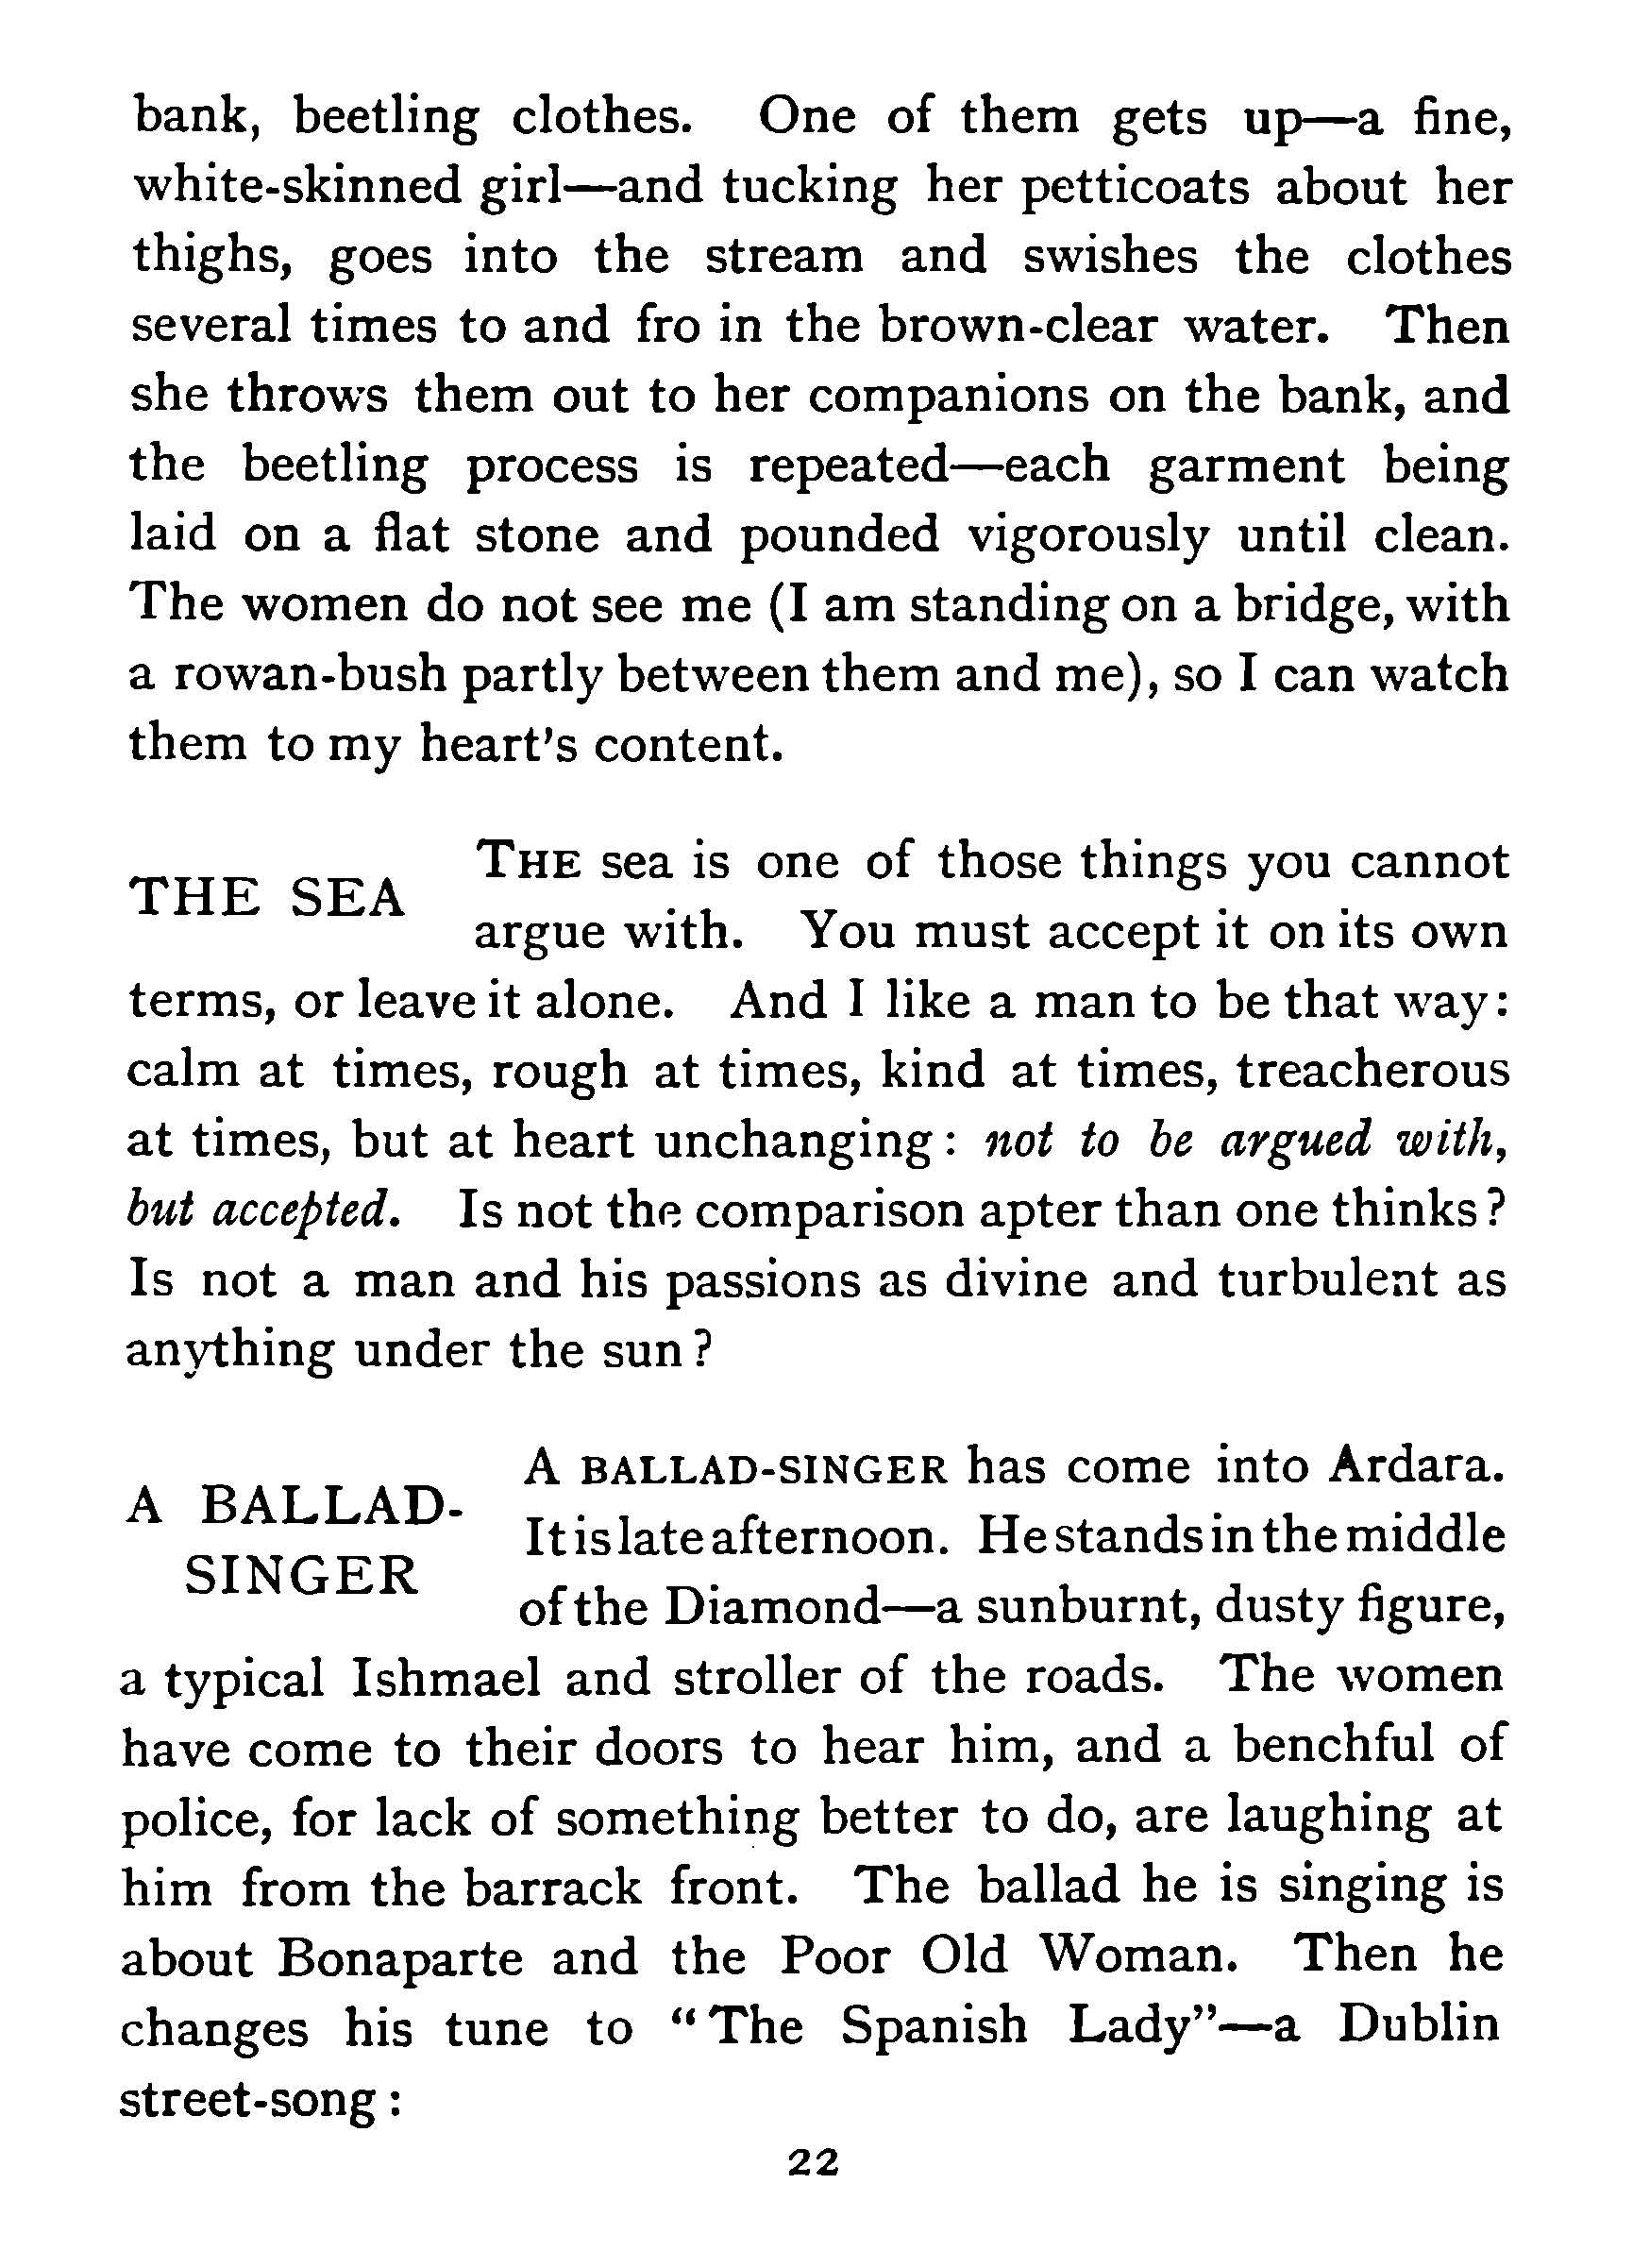 bank, beetling clothes. One of them gets up—a fine,
white-skinned girl—and tucking her petticoats about her
thighs, goes into the stream and swishes the clothes
several times to and fro in the brown-clear water. Then
she throws them out to her companions on the bank, and
the beetling process is repeated—each garment being
laid on a flat stone and pounded vigorously until clean.
The women do not see me (I am standing on a bridge, with
a rowan-bush partly between them and me), so I can watch
them to my heart's content.
THE SEA
THE sea is one of those things you cannot
argue with. You must accept it on its own
terms, or leave it alone. And I like a man to be that way:
calm at times, rough at times, kind at times, treacherous
at times, but at heart unchanging: not to be argued with,
but accepted. Is not the comparison apter than one thinks?
Is not a man and his passions as divine and turbulent as
anything under the sun?
A BALLAD-
SINGER
A BALLAD-SINGER has come into Ardara.
It is late afternoon. He stands in the middle
of the Diamond—a sunburnt, dusty figure,
a typical Ishmael and stroller of the roads. The women
have come to their doors to hear him, and a benchful of
police, for lack of something better to do, are laughing at
him from the barrack front. The ballad he is singing is
about Bonaparte and the Poor Old Woman. Then he
changes his tune to "The Spanish Lady"—a Dublin
street-song:
22